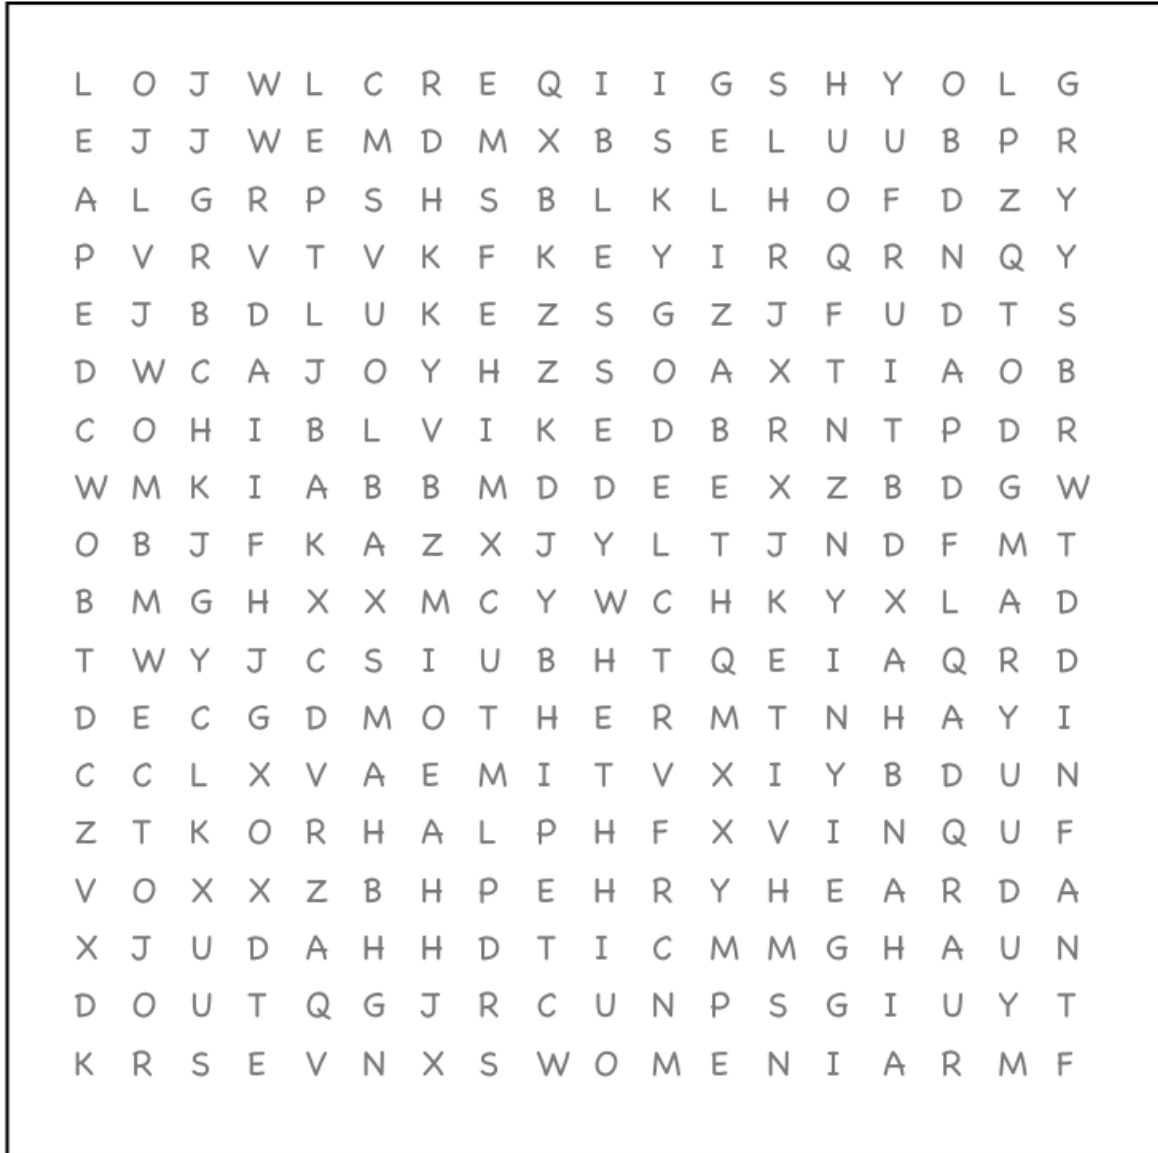 L O J W L C R E Q I I G S H Y O L G
E J J W E M D M X B S E L U U B P R
A L G R P S H S B L K L H O F D Z Y
P V R V T V K F K E Y I R Q R N Q Y
E J B D L U K E Z S G Z J F U D T S
D W C A J O Y H Z S O A X T I A O B
C O H I B L V I K E D B R N T P D R
W M K I A B B M D D E E X Z B D G W
O B J F K A Z X J Y L T J N D F M T
B M G H X X M C Y W C H K Y X L A D
T W Y J C S I U B H T Q E I A Q R D
D E C G D M O T H E R M T N H A Y I
C C L X V A E M I T V X I Y B D U N
Z T K O R H A L P H F X V I N Q U F
V O X X Z B H P E H R Y H E A R D A
X J U D A H H D T I C M M G H A U N
D O U T Q G J R C U N P S G I U Y T
K R S E V N X S W O M E N I A R M F